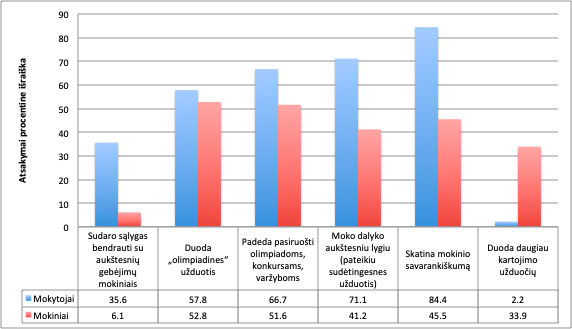 90
80
70
60
50
40
30
20
10
0
Atsakymai procentine išraiška
Sudaro sąlygas
bendrauti su
aukštesnių
gebėjimų
mokiniais
Duoda
„olimpiadines"
užduotis
Padeda pasiruošti
olimpiadoms,
konkursams,
varžyboms
Moko dalyko
aukštesniu lygiu
(pateikiu
sudėtingesnes
užduotis)
Skatina mokinio
savarankiškumą
Duoda daugiau
kartojimo
užduočių
Mokytojai 35.6 57.8 66.7 71.1 84.4 2.2
Mokiniai 6.1 52.8 51.6 41.2 45.5 33.9